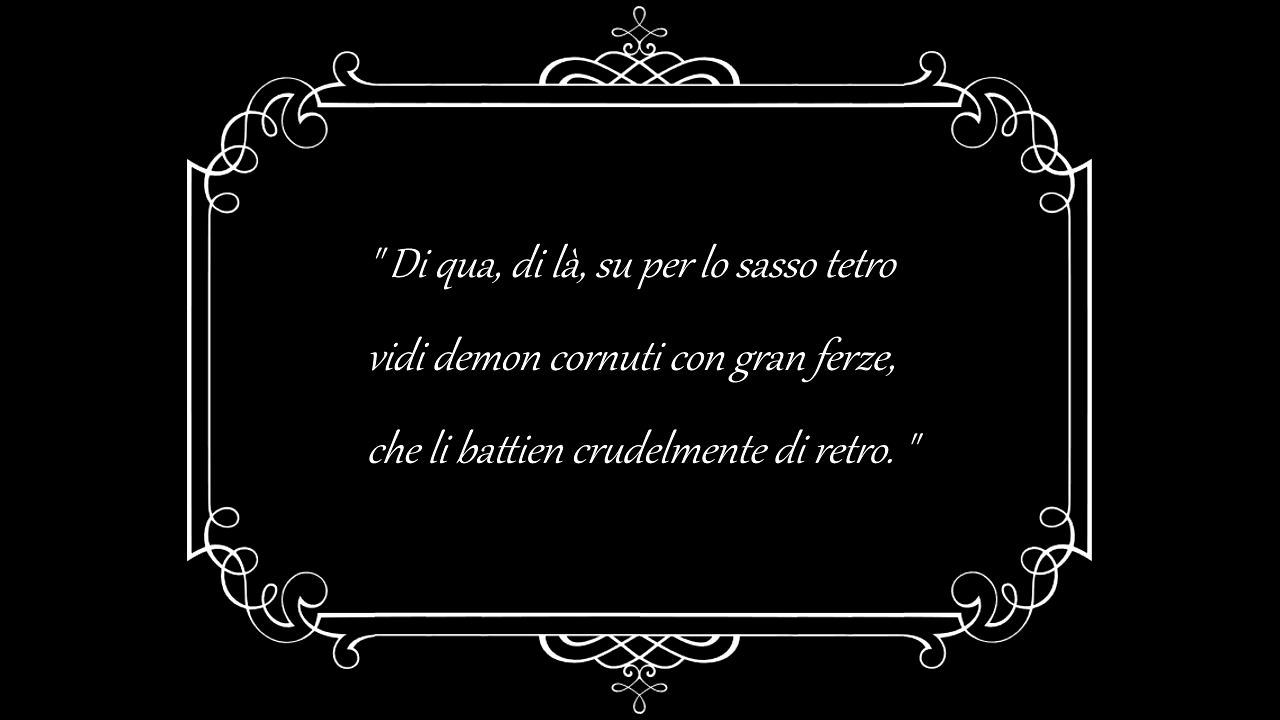 " Di qua, di là, su per lo sasso tetro
vidi demon cornuti con gran ferze,
che li battien crudelmente di retro. "